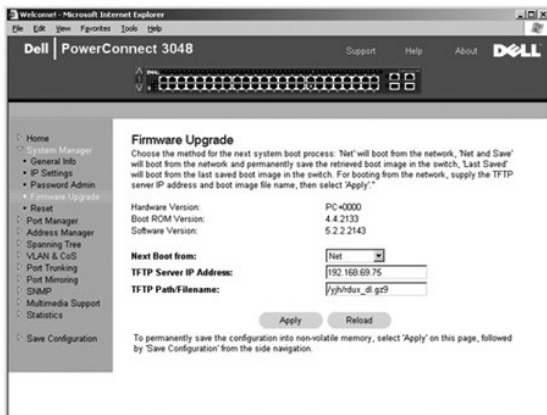 Welcome! - Microsoft Internet Explorer
File Edit View Favorites Tools Help
Dell | PowerConnect 3048
Support Help About DELL
Home
System Manager
General Info
IP Settings
Password Admin
Firmware Upgrade
Reset
Port Manager
Address Manager
Spanning Tree
VLAN & CoS
Port Trunking
Port Mirroring
SNMP
Multimedia Support
Statistics
Save Configuration
Firmware Upgrade
Choose the method for the next system boot process: 'Net' will boot from the network, 'Net and Save'
will boot from the network and permanently save the retrieved boot image in the switch, 'Last Saved'
will boot from the last saved boot image in the switch. For booting from the network, supply the TFTP
server IP address and boot image file name, then select 'Apply'."
Hardware Version: PC+0000
Boot ROM Version: 4.4.2133
Software Version: 5.2.2.2143
Next Boot from: Net
TFTP Server IP Address: 192.168.69.75
TFTP Path/Filename: /yjh/rdux_dl.gz9
Apply Reload
To permanently save the configuration into non-volatile memory, select 'Apply' on this page, followed
by 'Save Configuration' from the side navigation.